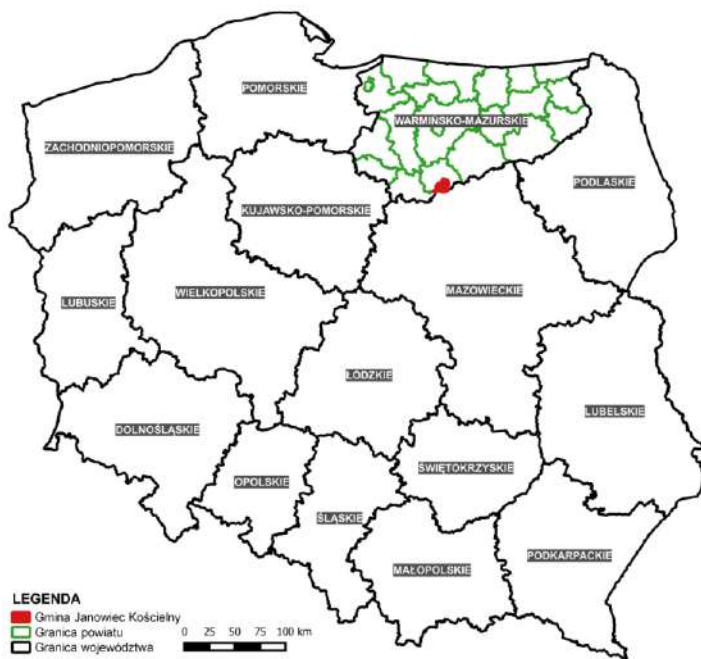 POMORSKIE
WARMIŃSKO-MAZURSKIE
ZACHODNIOPOMORSKIE
PODLASKIE
KUJAWSKO-POMORSKIE
MAZOWIECKIE
WIELKOPOLSKIE
LUBUSKIE
ŁÓDZKIE
LUBELSKIE
DOLNOŚLĄSKIE
ŚWIĘTOKRZYSKIE
OPOLSKIE
ŚLĄSKIE
PODKARPACKIE
MAŁOPOLSKIE
LEGENDA
Gmina Janowiec Kościelny
Granica powiatu
Granica województwa
0 25 50 75 100 km